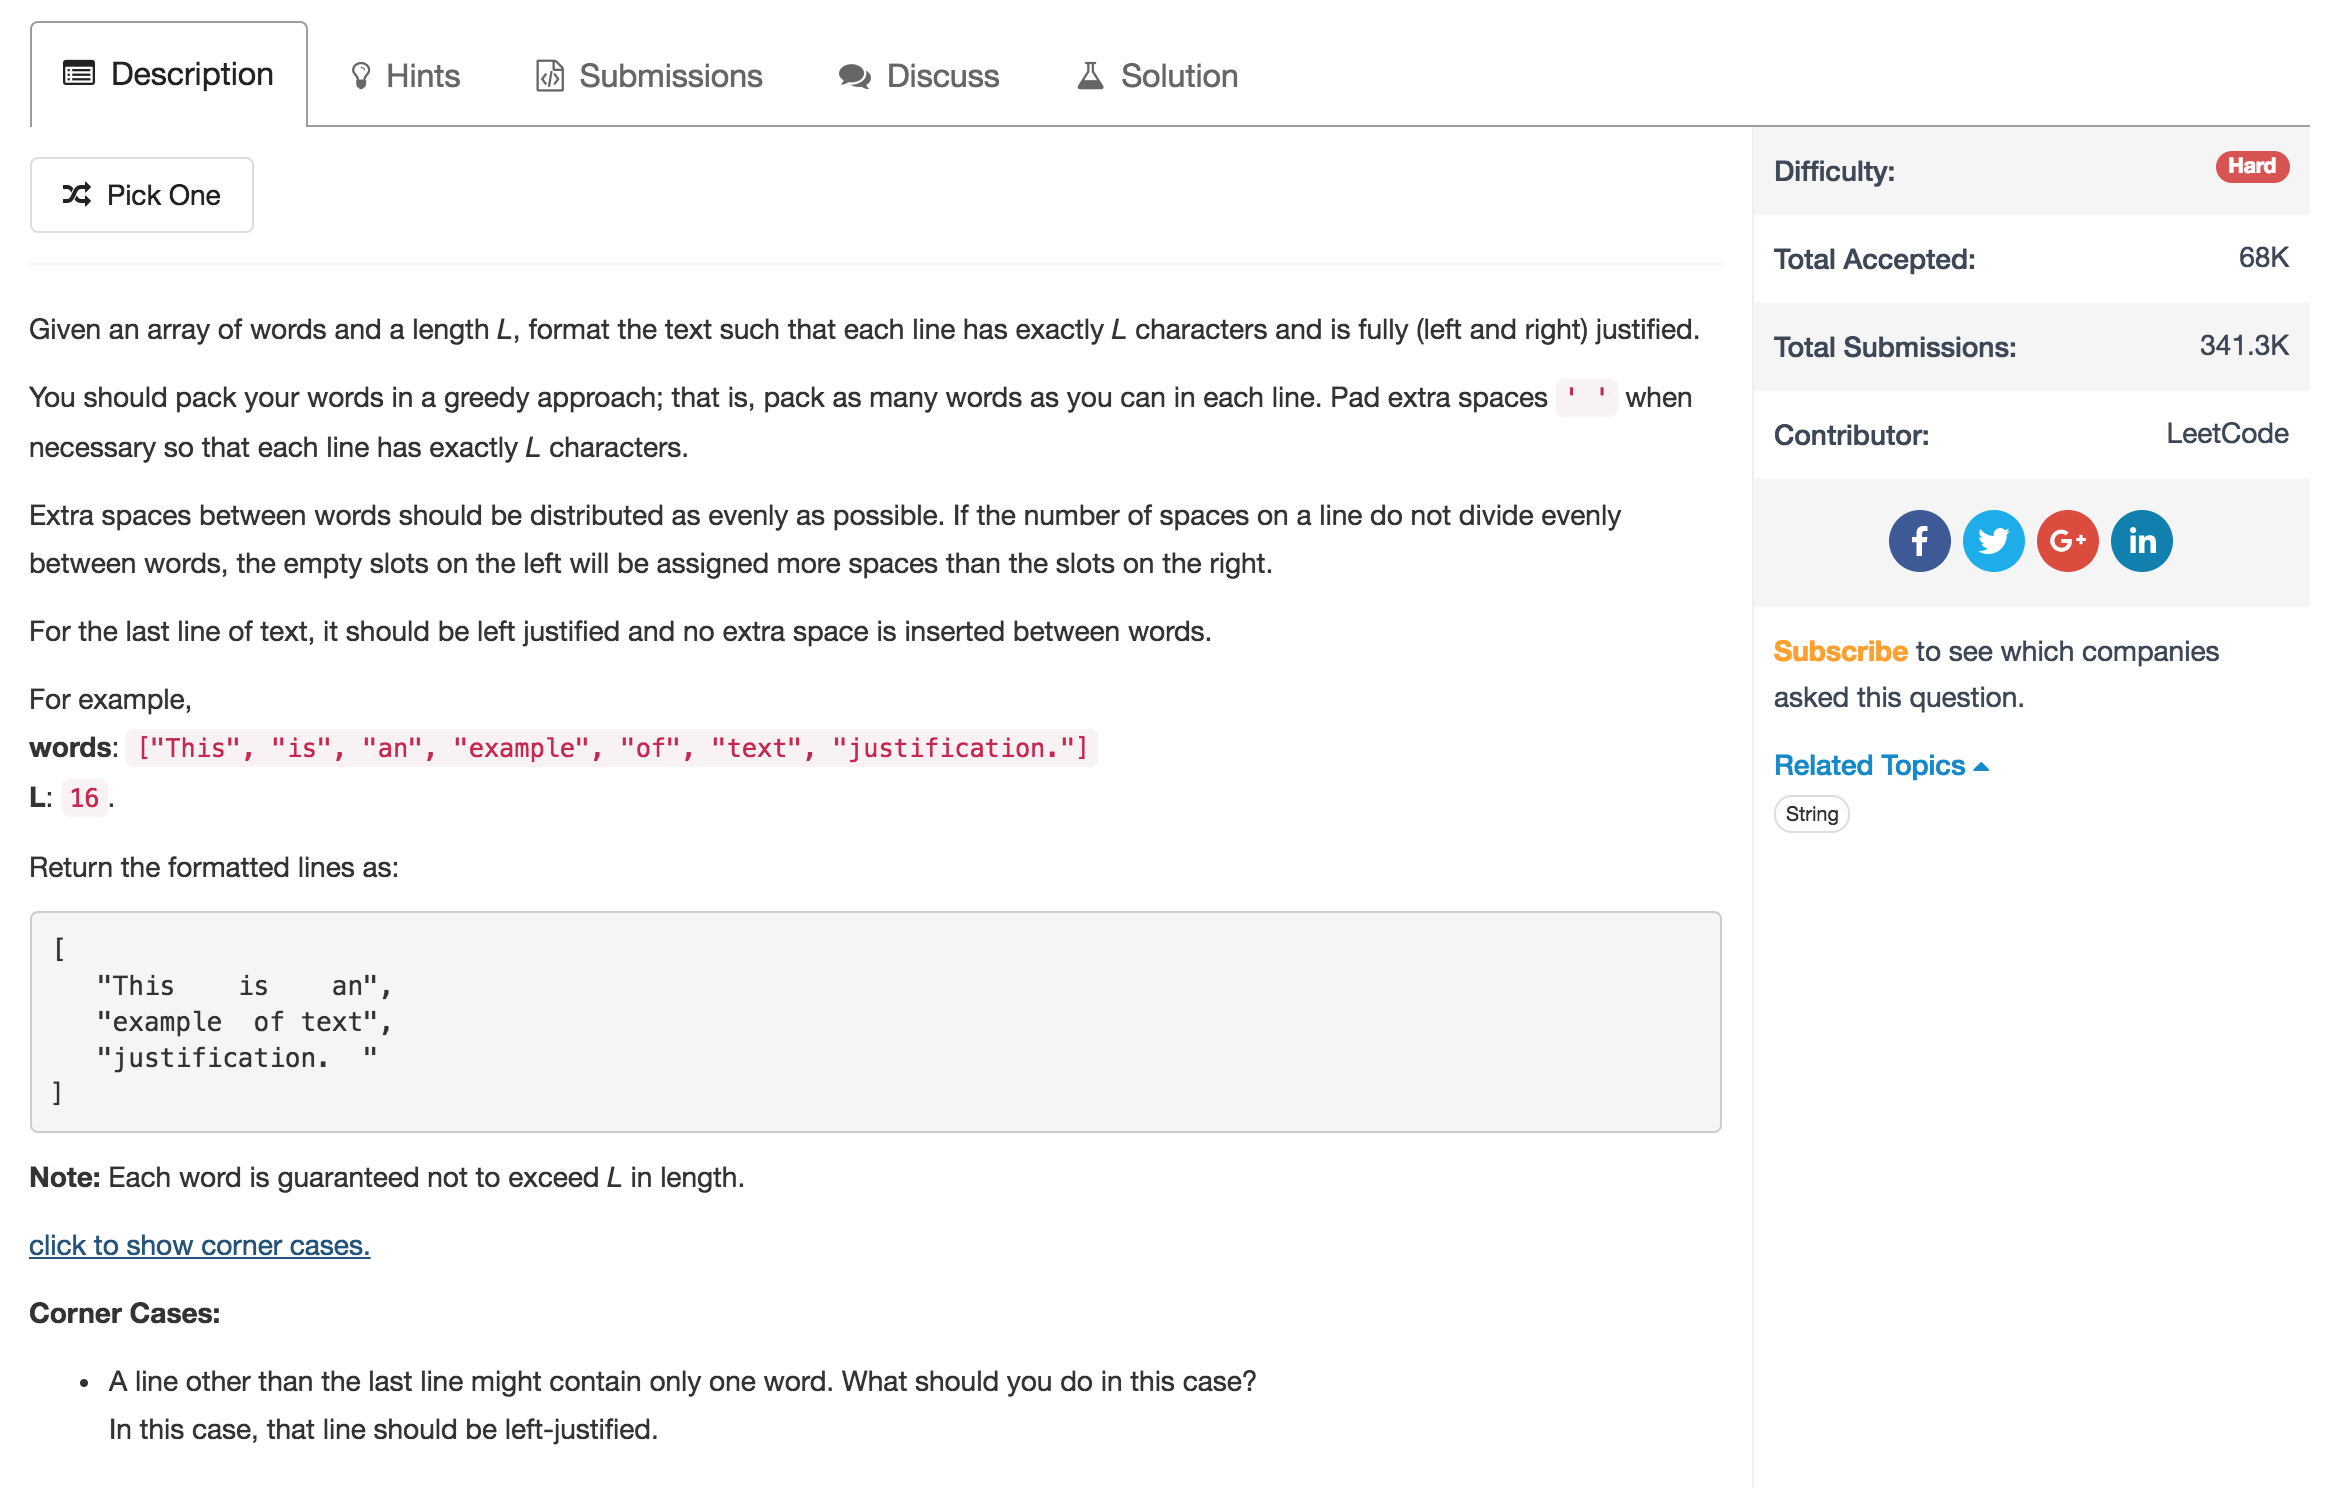 Description
Hints
Submissions
Discuss
Solution
Pick One
Given an array of words and a length L, format the text such that each line has exactly L characters and is fully (left and right) justified.
You should pack your words in a greedy approach; that is, pack as many words as you can in each line. Pad extra spaces ' ' when
necessary so that each line has exactly L characters.
Extra spaces between words should be distributed as evenly as possible. If the number of spaces on a line do not divide evenly
between words, the empty slots on the left will be assigned more spaces than the slots on the right.
For the last line of text, it should be left justified and no extra space is inserted between words.
For example,
words: ["This", "is", "an", "example", "of", "text", "justification."]
L: 16.
Return the formatted lines as:
[
   "This    is    an",
   "example  of text",
   "justification.  "
]
Note: Each word is guaranteed not to exceed L in length.
click to show corner cases.
Corner Cases:
• A line other than the last line might contain only one word. What should you do in this case?
In this case, that line should be left-justified.
Difficulty: Hard
Total Accepted: 68K
Total Submissions: 341.3K
Contributor: LeetCode
f G+ in
Subscribe to see which companies
asked this question.
Related Topics
String